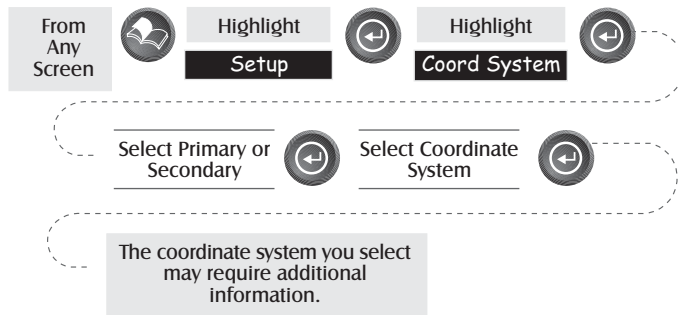 From
Any
Screen
Highlight
Setup
Highlight
Coord System
Select Primary or
Secondary
Select Coordinate
System
The coordinate system you select
may require additional
information.